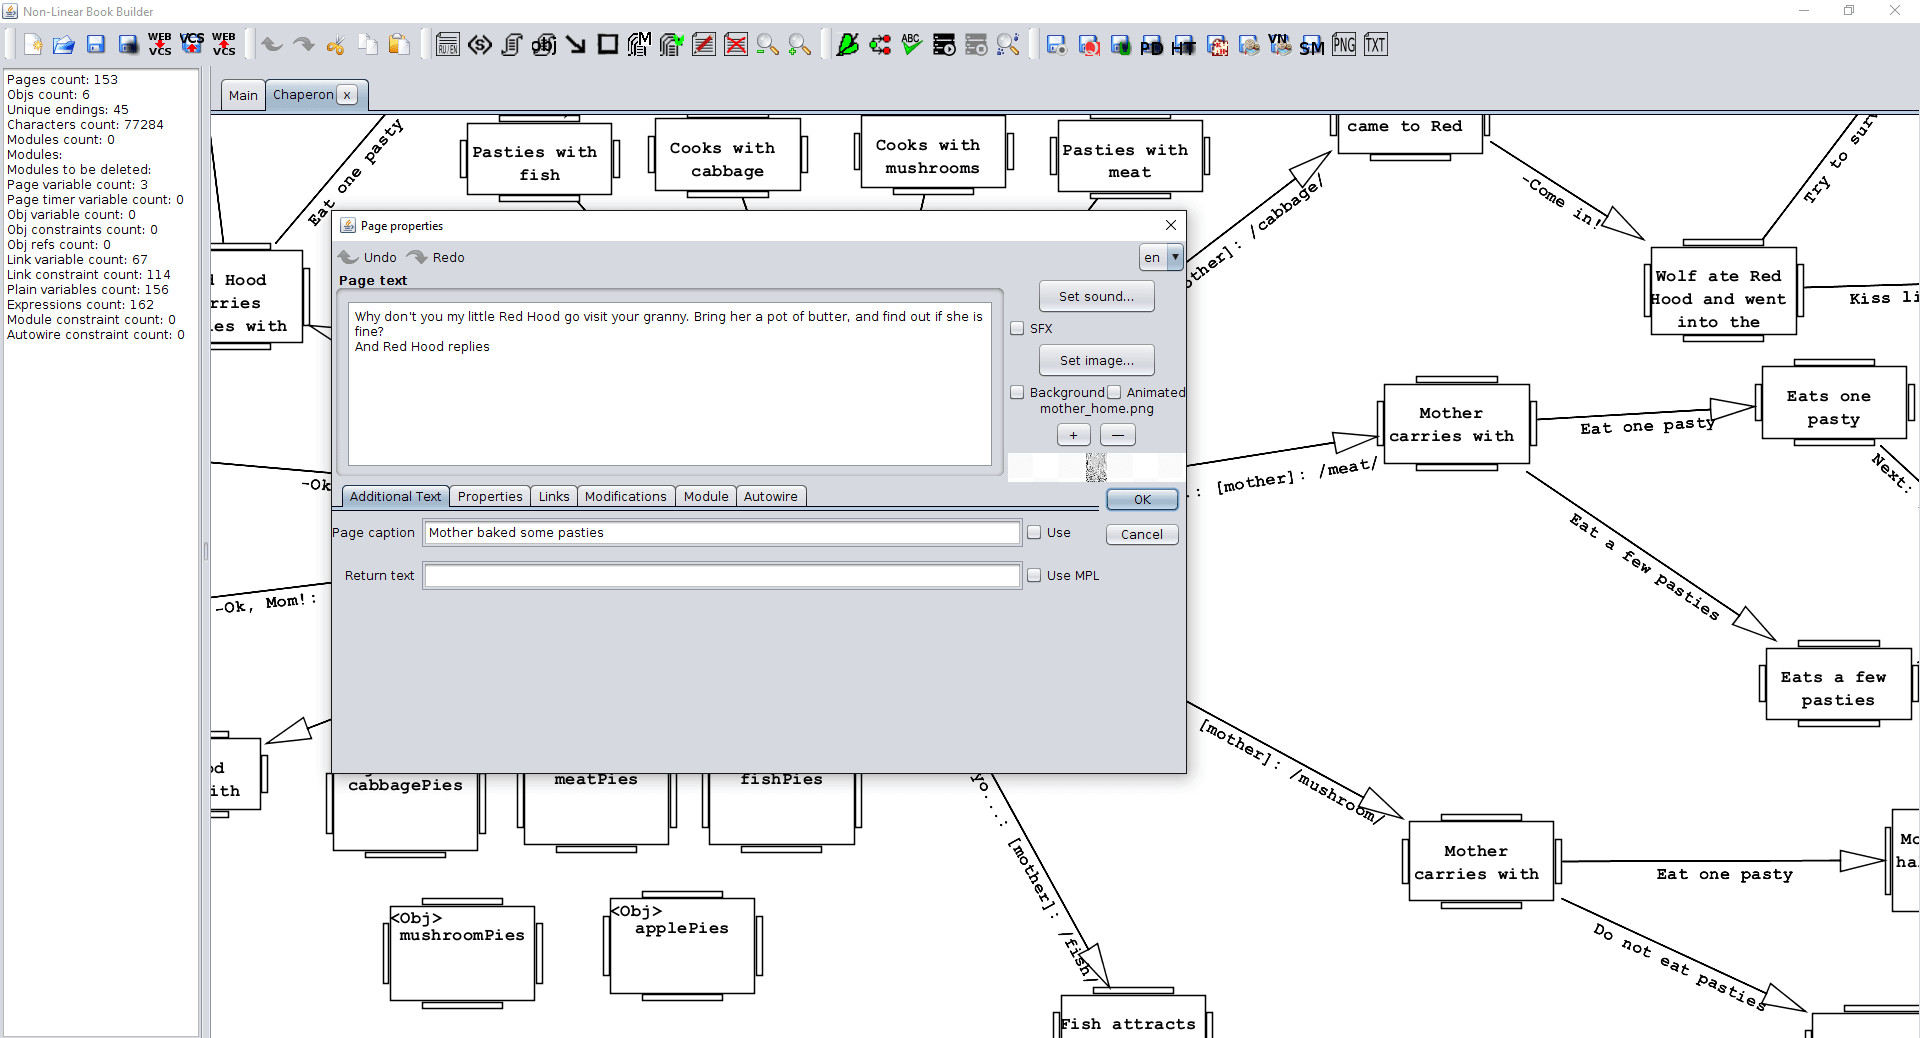 Non-Linear Book Builder
WEB VCS
VCS
WEB VCS
RU/EN
<S>
obj
M
ABC
PD
HT
VN
SM
PNG
TXT
Pages count: 153
Objs count: 6
Unique endings: 45
Characters count: 77284
Modules count: 0
Modules:
Modules to be deleted:
Page variable count: 3
Page timer variable count: 0
Obj variable count: 0
Obj constraints count: 0
Obj refs count: 0
Link variable count: 67
Link constraint count: 114
Plain variables count: 156
Expressions count: 162
Module constraint count: 0
Autowire constraint count: 0
Main
Chaperon x
Eat one pasty
Pasties with
fish
Cooks with
cabbage
Cooks with
mushrooms
Pasties with
meat
came to Red
-Come in!
Try to sur
Wolf ate Red
Hood and went
into the
Kiss li
Hood
rries
es with
other]: /cabbage/
Page properties
Undo Redo
en
Page text
Why don't you my little Red Hood go visit your granny. Bring her a pot of butter, and find out if she is
fine?
And Red Hood replies
Set sound...
SFX
Set image...
Background Animated
mother_home.png
+ —
Additional Text Properties Links Modifications Module Autowire
OK
Cancel
Page caption Mother baked some pasties Use
Return text Use MPL
-Ok
-Ok, Mom!:
: [mother]: /meat/
Mother
carries with
Eat one pasty
Eats one
pasty
Next:
Eat a few pasties
Eats a few
pasties
[mother]: /mushroom/
Mother
carries with
Eat one pasty
Mo
ha
Do not eat pasties
od
ith
cabbagePies
meatPies
fishPies
<Obj>
mushroomPies
<Obj>
applePies
yo...: [mother]: /fish/
Fish attracts